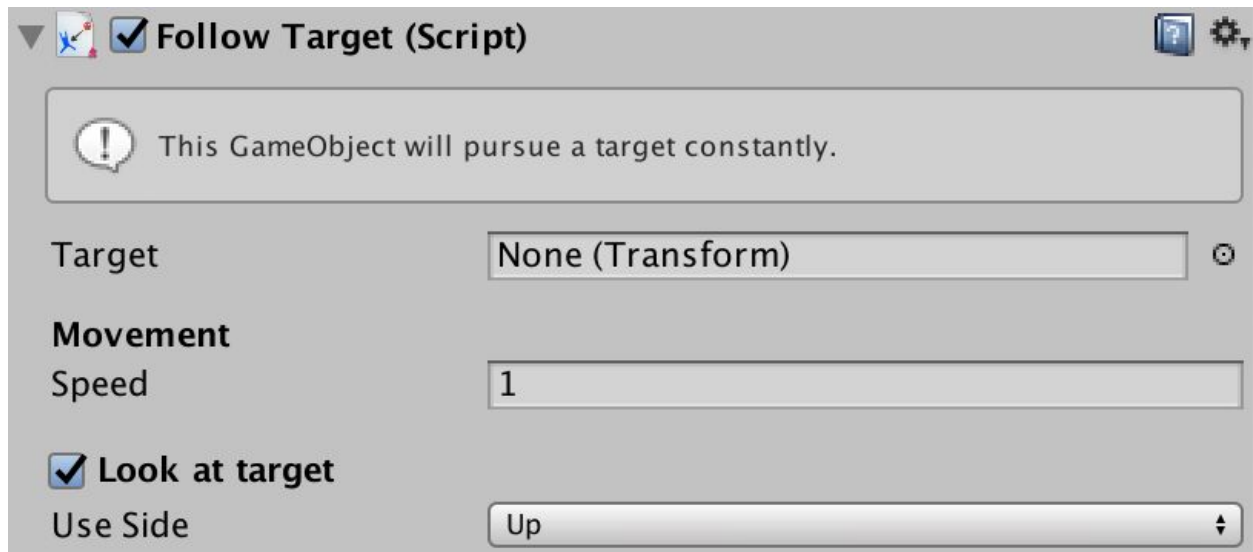 Follow Target (Script)
This GameObject will pursue a target constantly.
Target None (Transform)
Movement
Speed 1
Look at target
Use Side Up